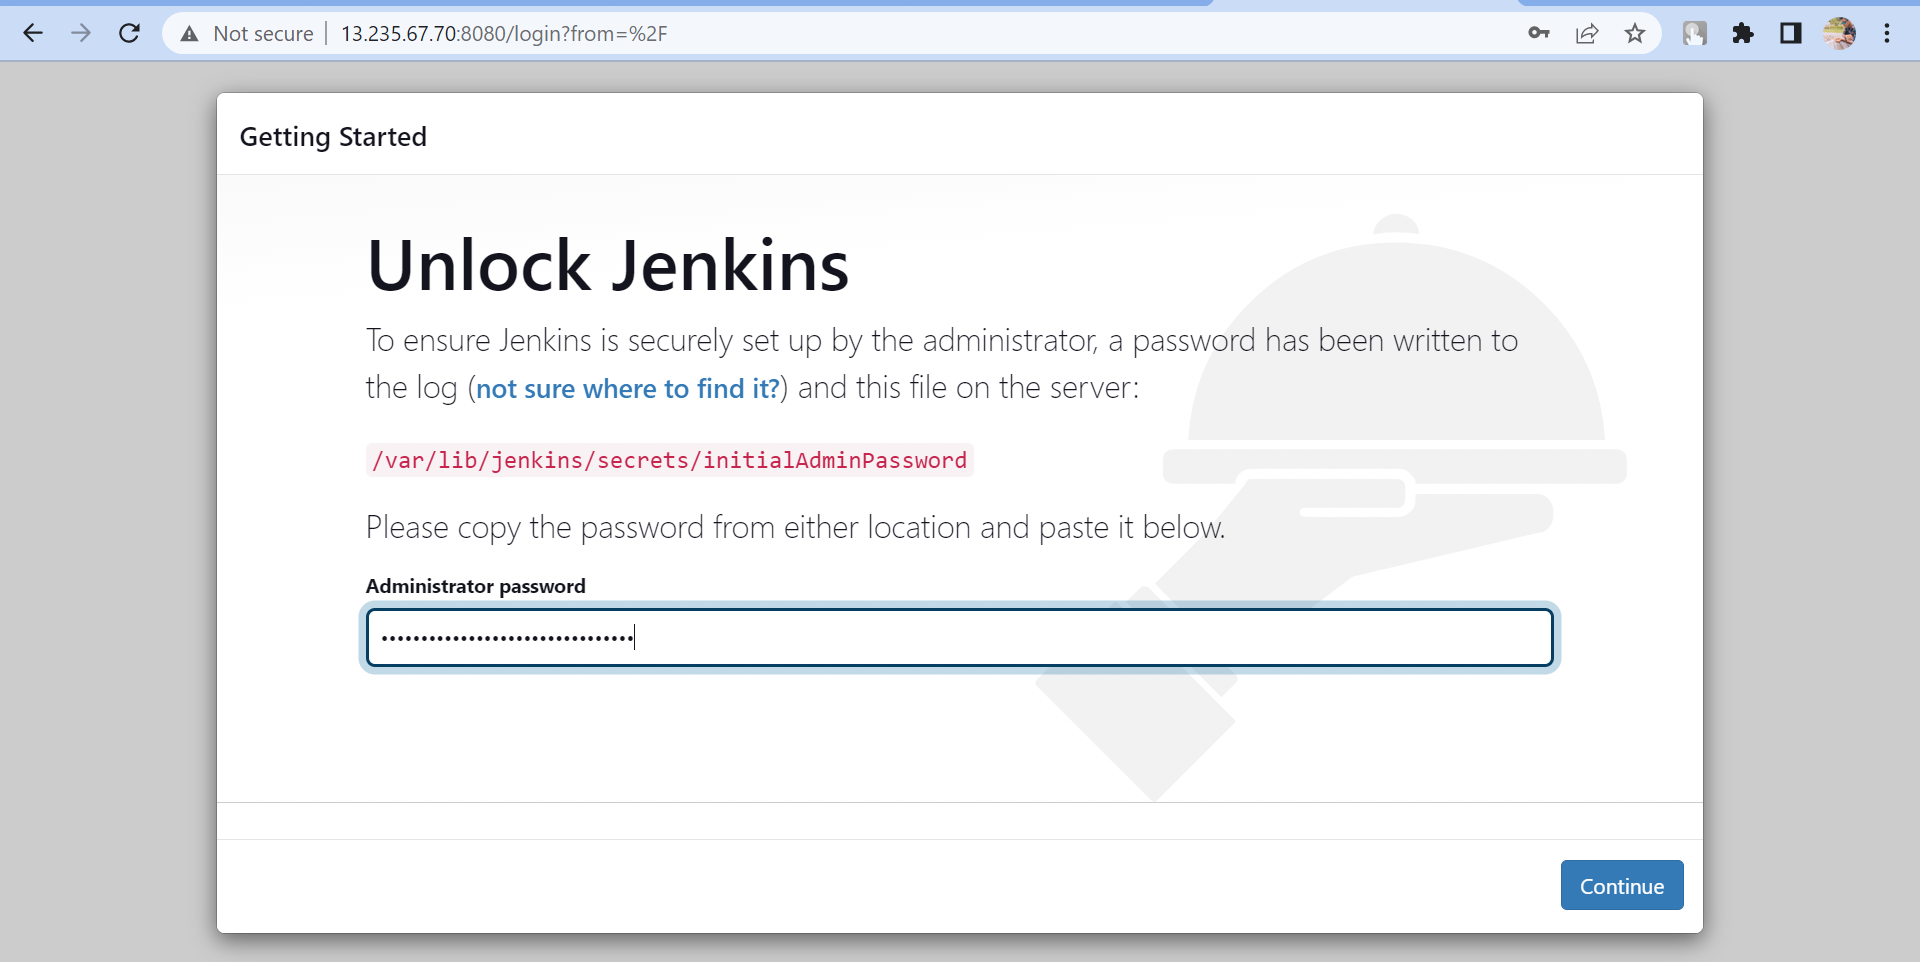 Not secure 13.235.67.70:8080/login?from=%2F
Getting Started
Unlock Jenkins
To ensure Jenkins is securely set up by the administrator, a password has been written to
the log (not sure where to find it?) and this file on the server:
/var/lib/jenkins/secrets/initialAdminPassword
Please copy the password from either location and paste it below.
Administrator password
Continue